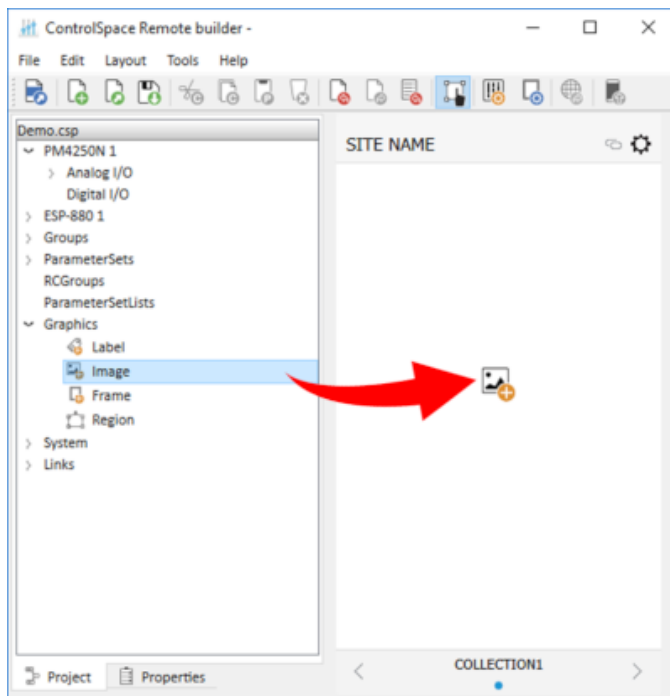 ControlSpace Remote builder -
File Edit Layout Tools Help
Demo.csp
PM4250N 1
Analog I/O
Digital I/O
ESP-880 1
Groups
ParameterSets
RCGroups
ParameterSetLists
Graphics
Label
Image
Frame
Region
System
Links
Project Properties
SITE NAME
COLLECTION1